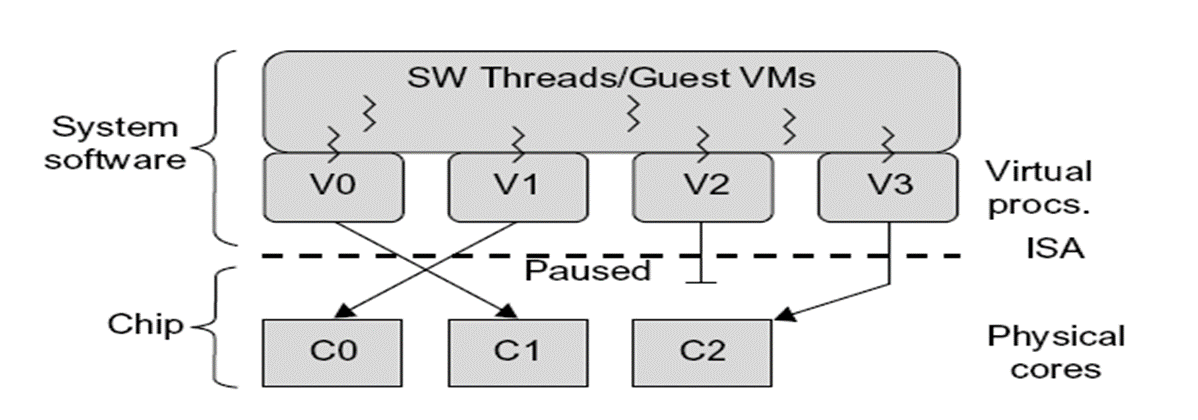 SW Threads/Guest VMs
System
software
V0
V1
V2
V3
Virtual
procs.
ISA
Paused
Chip
C0
C1
C2
Physical
cores